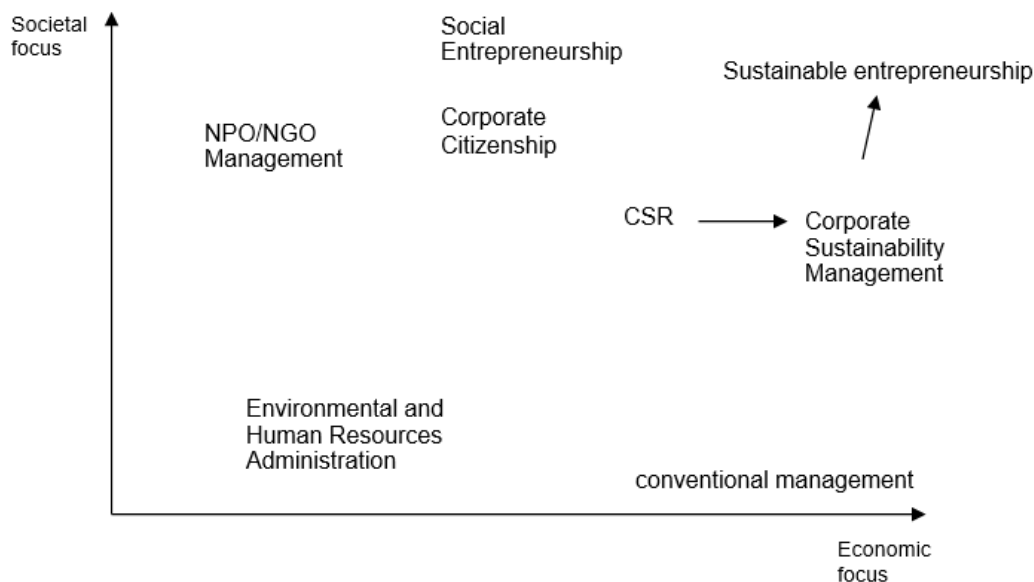 Societal
focus
Social
Entrepreneurship
Sustainable entrepreneurship
NPO/NGO
Management
Corporate
Citizenship
CSR
Corporate
Sustainability
Management
Environmental and
Human Resources
Administration
conventional management
Economic
focus